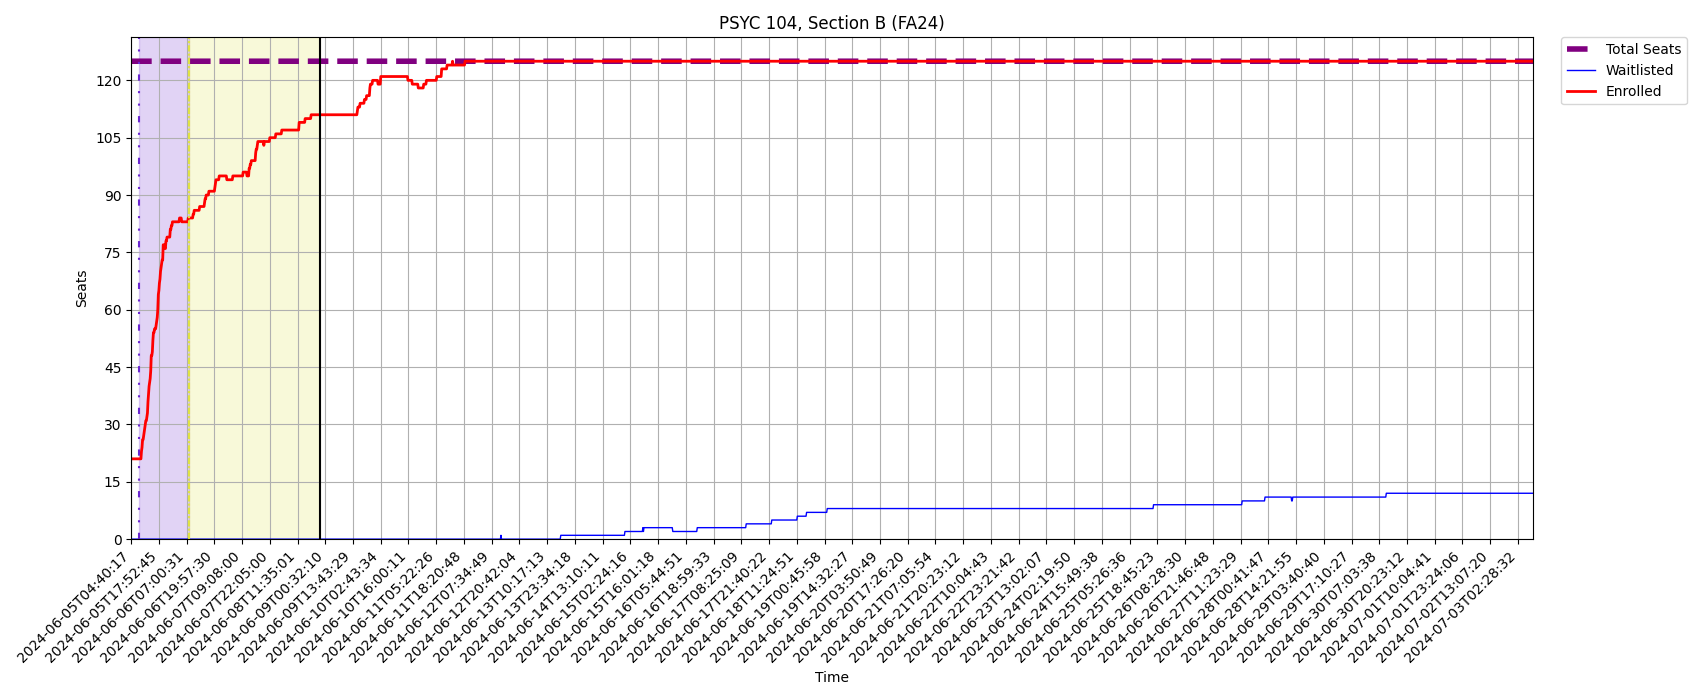 PSYC 104, Section B (FA24)
Total Seats
Waitlisted
Enrolled
Seats
120
105
90
75
60
45
30
15
0
2024-06-05T04:40:17
2024-06-05T17:52:45
2024-06-06T07:00:31
2024-06-06T19:57:30
2024-06-07T09:08:00
2024-06-07T22:05:00
2024-06-08T11:35:01
2024-06-09T00:32:10
2024-06-09T13:43:29
2024-06-10T02:43:34
2024-06-10T16:00:11
2024-06-11T05:22:26
2024-06-11T18:20:48
2024-06-12T07:34:49
2024-06-12T20:42:04
2024-06-13T10:17:13
2024-06-13T23:34:18
2024-06-14T13:10:11
2024-06-15T02:24:16
2024-06-15T16:01:18
2024-06-16T05:44:51
2024-06-16T18:59:33
2024-06-17T08:25:09
2024-06-17T21:40:22
2024-06-18T11:24:51
2024-06-19T00:45:58
2024-06-19T14:32:27
2024-06-20T03:50:49
2024-06-20T17:26:20
2024-06-21T07:05:54
2024-06-21T20:23:12
2024-06-22T10:04:43
2024-06-22T23:21:42
2024-06-23T13:02:07
2024-06-24T02:19:50
2024-06-24T15:49:38
2024-06-25T05:26:36
2024-06-25T18:45:23
2024-06-26T08:28:30
2024-06-26T21:46:48
2024-06-27T11:23:29
2024-06-28T00:41:47
2024-06-28T14:21:55
2024-06-29T03:40:40
2024-06-29T17:10:27
2024-06-30T07:03:38
2024-06-30T20:23:12
2024-07-01T10:04:41
2024-07-01T23:24:06
2024-07-02T13:07:20
2024-07-03T02:28:32
Time